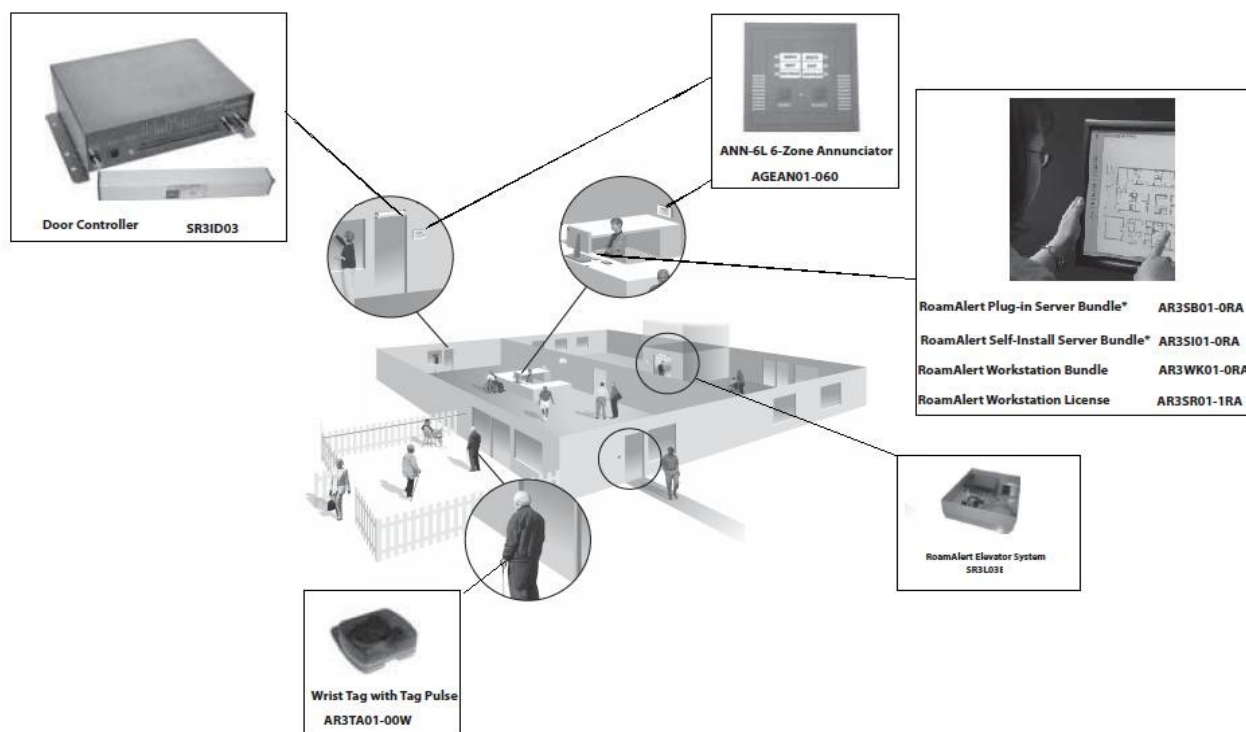 Door Controller SR3ID03
ANN-6L 6-Zone Annunciator
AGEAN01-060
RoamAlert Plug-in Server Bundle* AR3SB01-0RA
RoamAlert Self-Install Server Bundle* AR3SI01-0RA
RoamAlert Workstation Bundle AR3WK01-0RA
RoamAlert Workstation License AR3SR01-1RA
RoamAlert Elevator System
SR3L03E
Wrist Tag with Tag Pulse
AR3TA01-00W